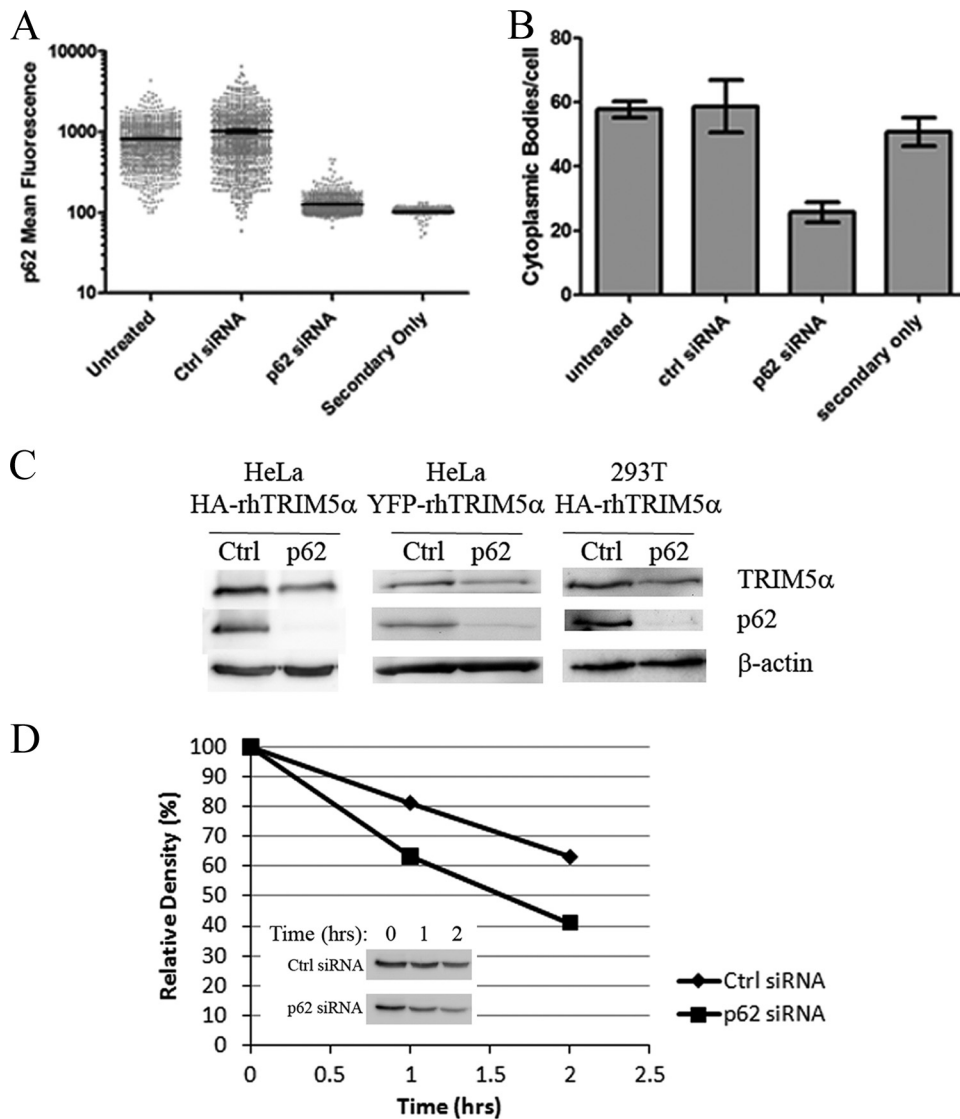 A
p62 Mean Fluorescence
10000
1000
100
10
Untreated
Ctrl siRNA
p62 siRNA
Secondary Only
B
Cytoplasmic Bodies/cell
80
60
40
20
0
untreated
ctrl siRNA
p62 siRNA
secondary only
C
HeLa
HA-rhTRIM5α
HeLa
YFP-rhTRIM5α
293T
HA-rhTRIM5α
Ctrl p62
Ctrl p62
Ctrl p62
TRIM5α
p62
β-actin
D
Relative Density (%)
100
90
80
70
60
50
40
30
20
10
0
0 0.5 1 1.5 2 2.5
Time (hrs)
Time (hrs): 0 1 2
Ctrl siRNA
p62 siRNA
Ctrl siRNA
p62 siRNA